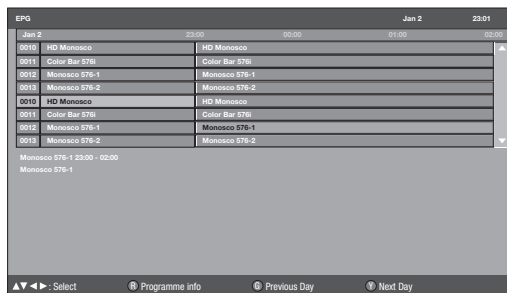 EPG Jan 2 23:01
Jan 2 23:00 00:00 01:00 02:00
0010 HD Monosco HD Monosco
0011 Color Bar 576i Color Bar 576i
0012 Monosco 576-1 Monosco 576-1
0013 Monosco 576-2 Monosco 576-2
0010 HD Monosco HD Monosco
0011 Color Bar 576i Color Bar 576i
0012 Monosco 576-1 Monosco 576-1
0013 Monosco 576-2 Monosco 576-2
Monosco 576-1 23:00 - 02:00
Monosco 576-1
▲▼◄►: Select R Programme info G Previous Day Y Next Day